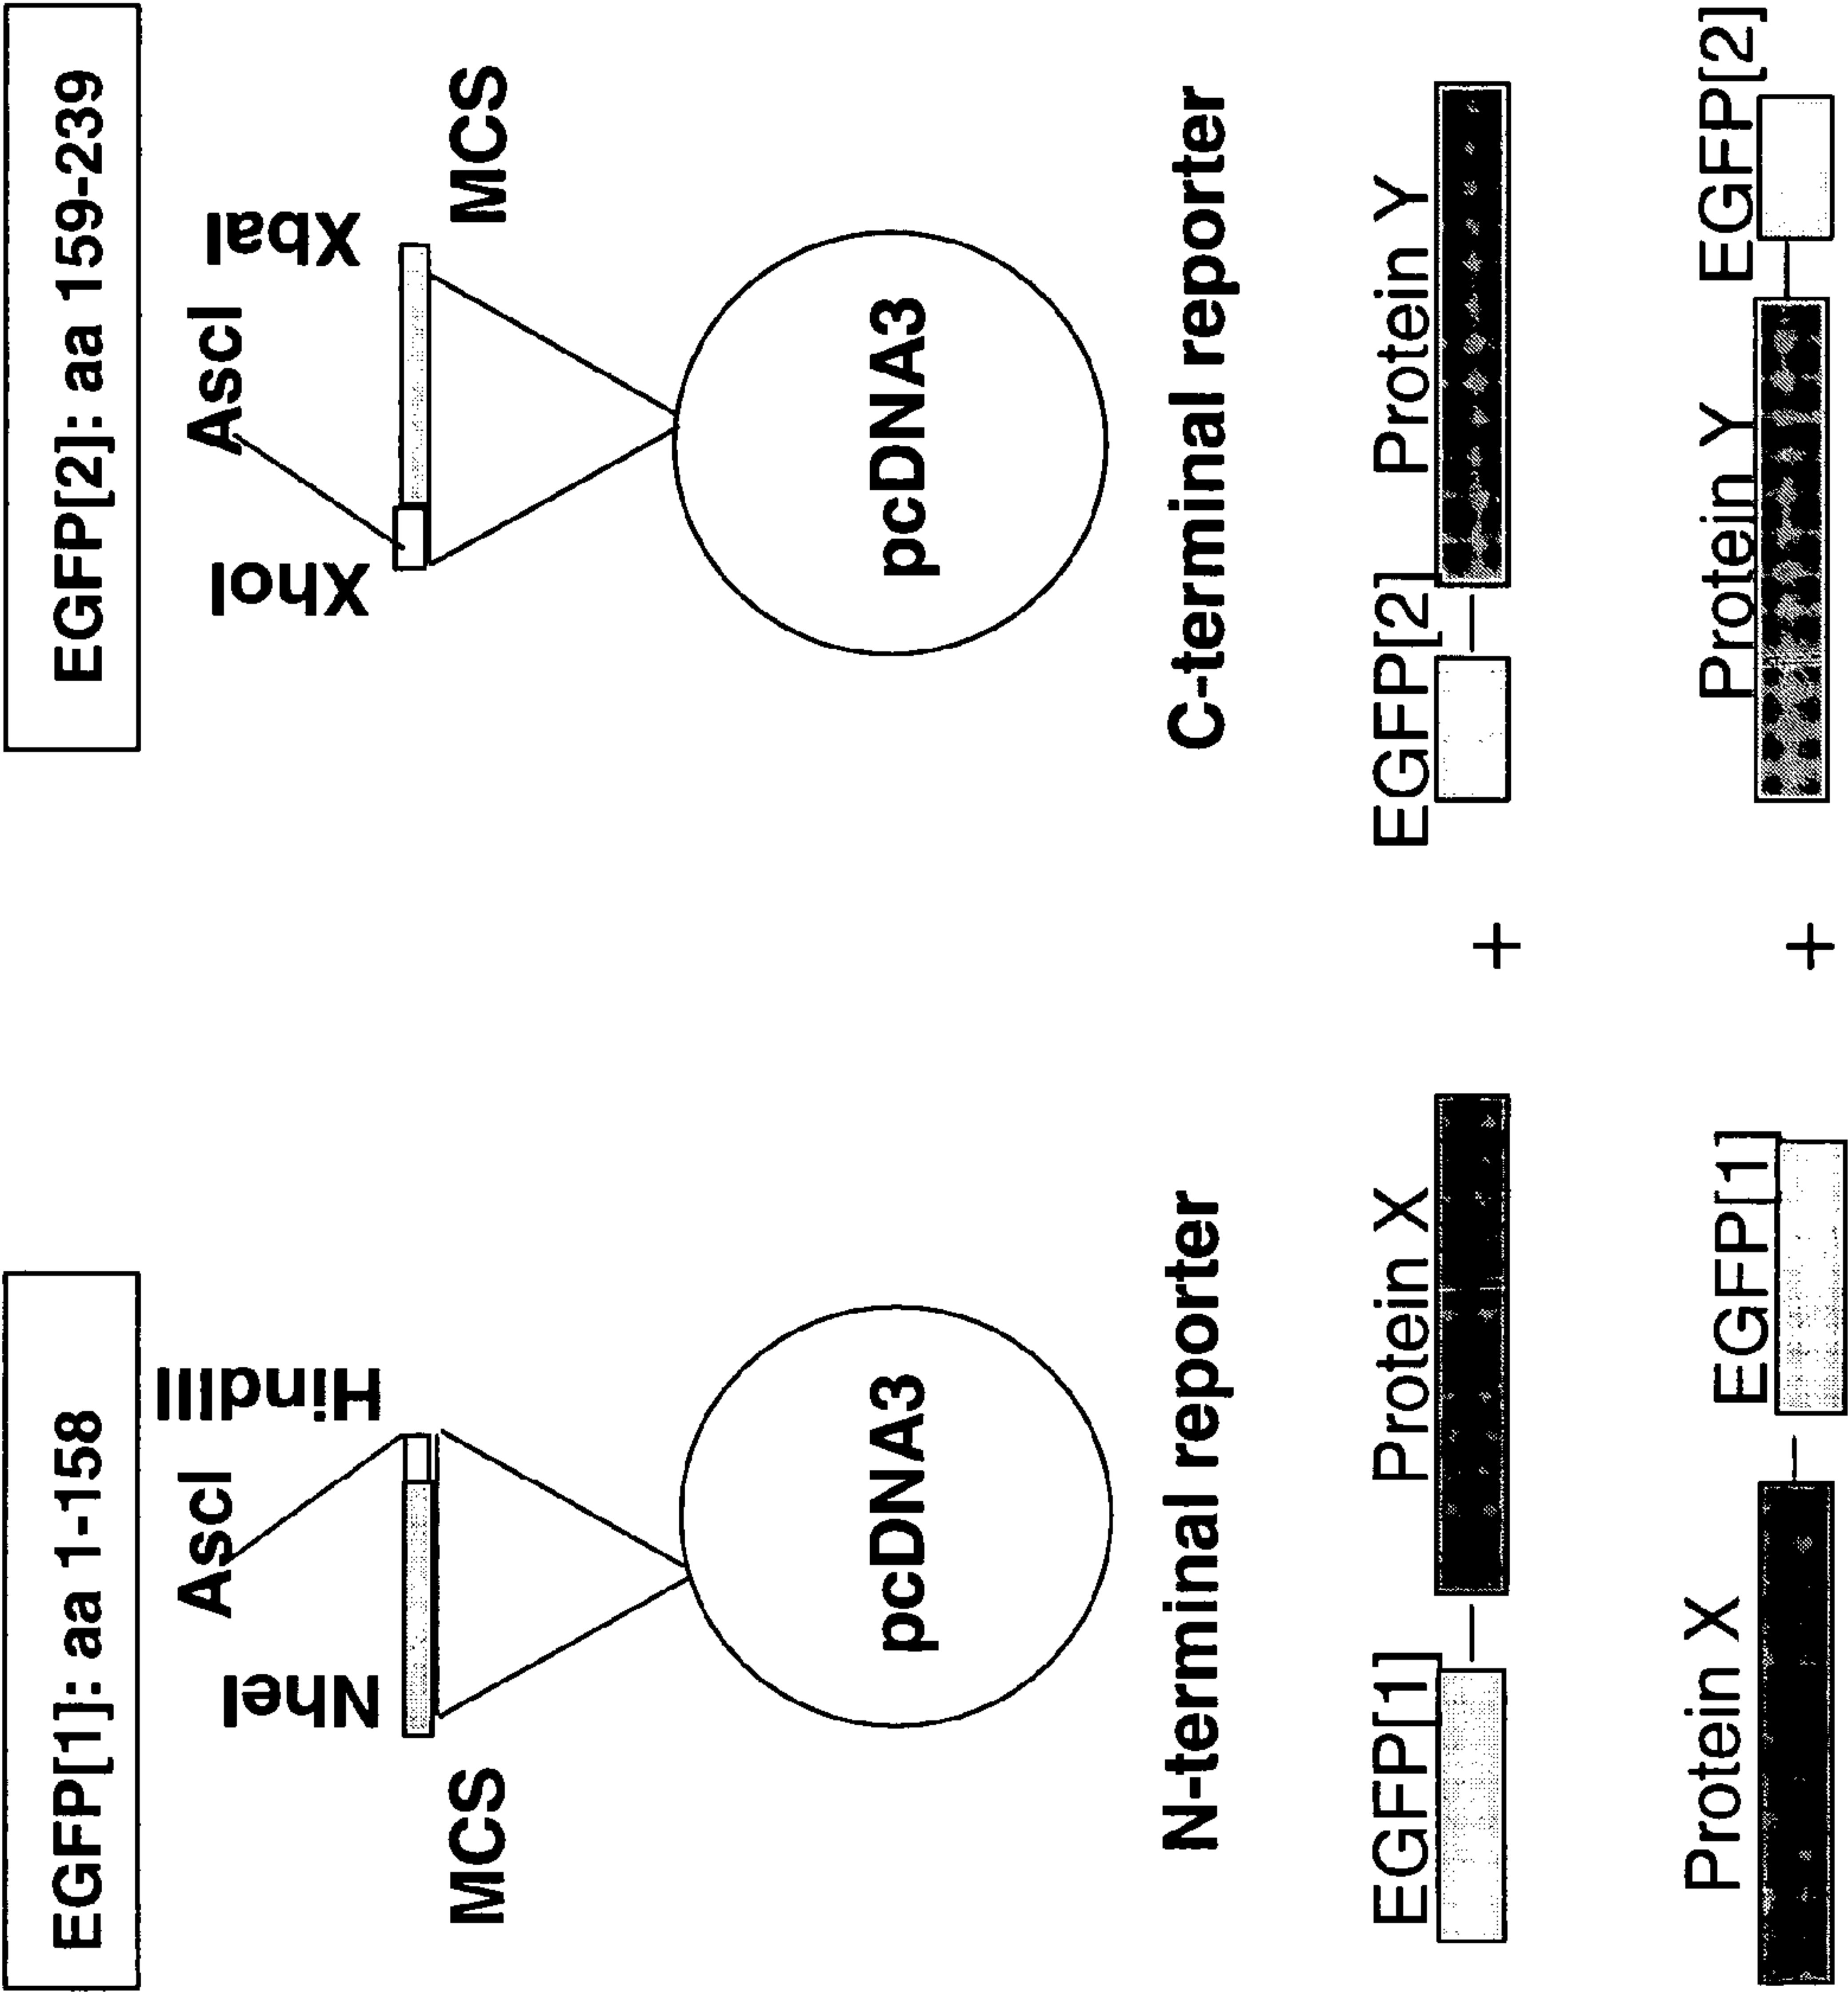 EGFP[1]: aa 1-158
AscI
NheI
HindIII
MCS
pcDNA3
N-terminal reporter
EGFP[1]
Protein X
Protein X
EGFP[1]
EGFP[2]: aa 159-239
AscI
XhoI
XbaI
MCS
pcDNA3
C-terminal reporter
+
EGFP[2]
Protein Y
+
Protein Y
EGFP[2]